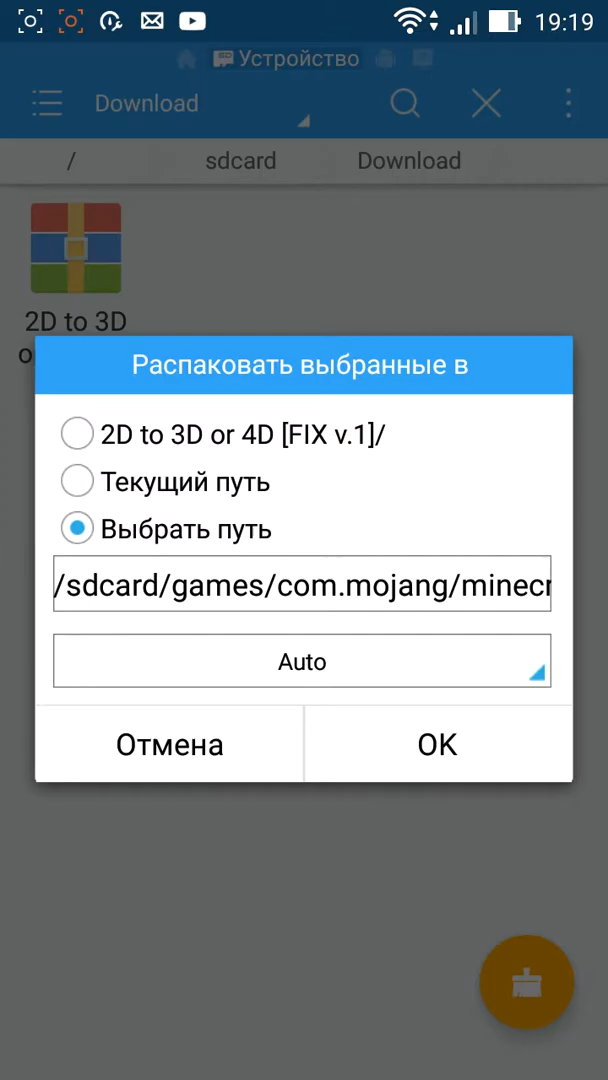 19:19
Устройство
Download
/ sdcard Download
2D to 3D
Распаковать выбранные в
2D to 3D or 4D [FIX v.1]/
Текущий путь
Выбрать путь
/sdcard/games/com.mojang/minecr
Auto
Отмена OK